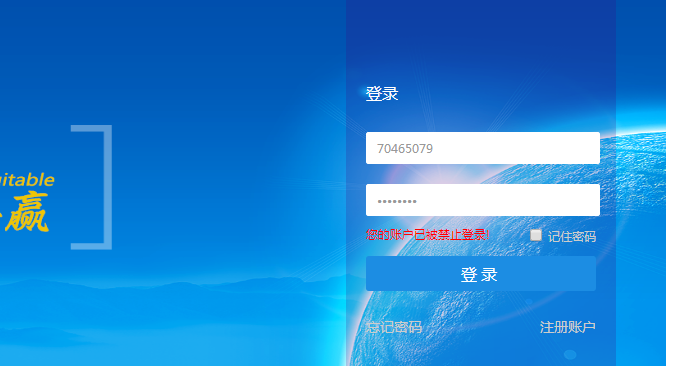 登录
70465079
itable
赢
••••••••
您的账户已被禁止登录!
记住密码
登 录
忘记密码
注册账户